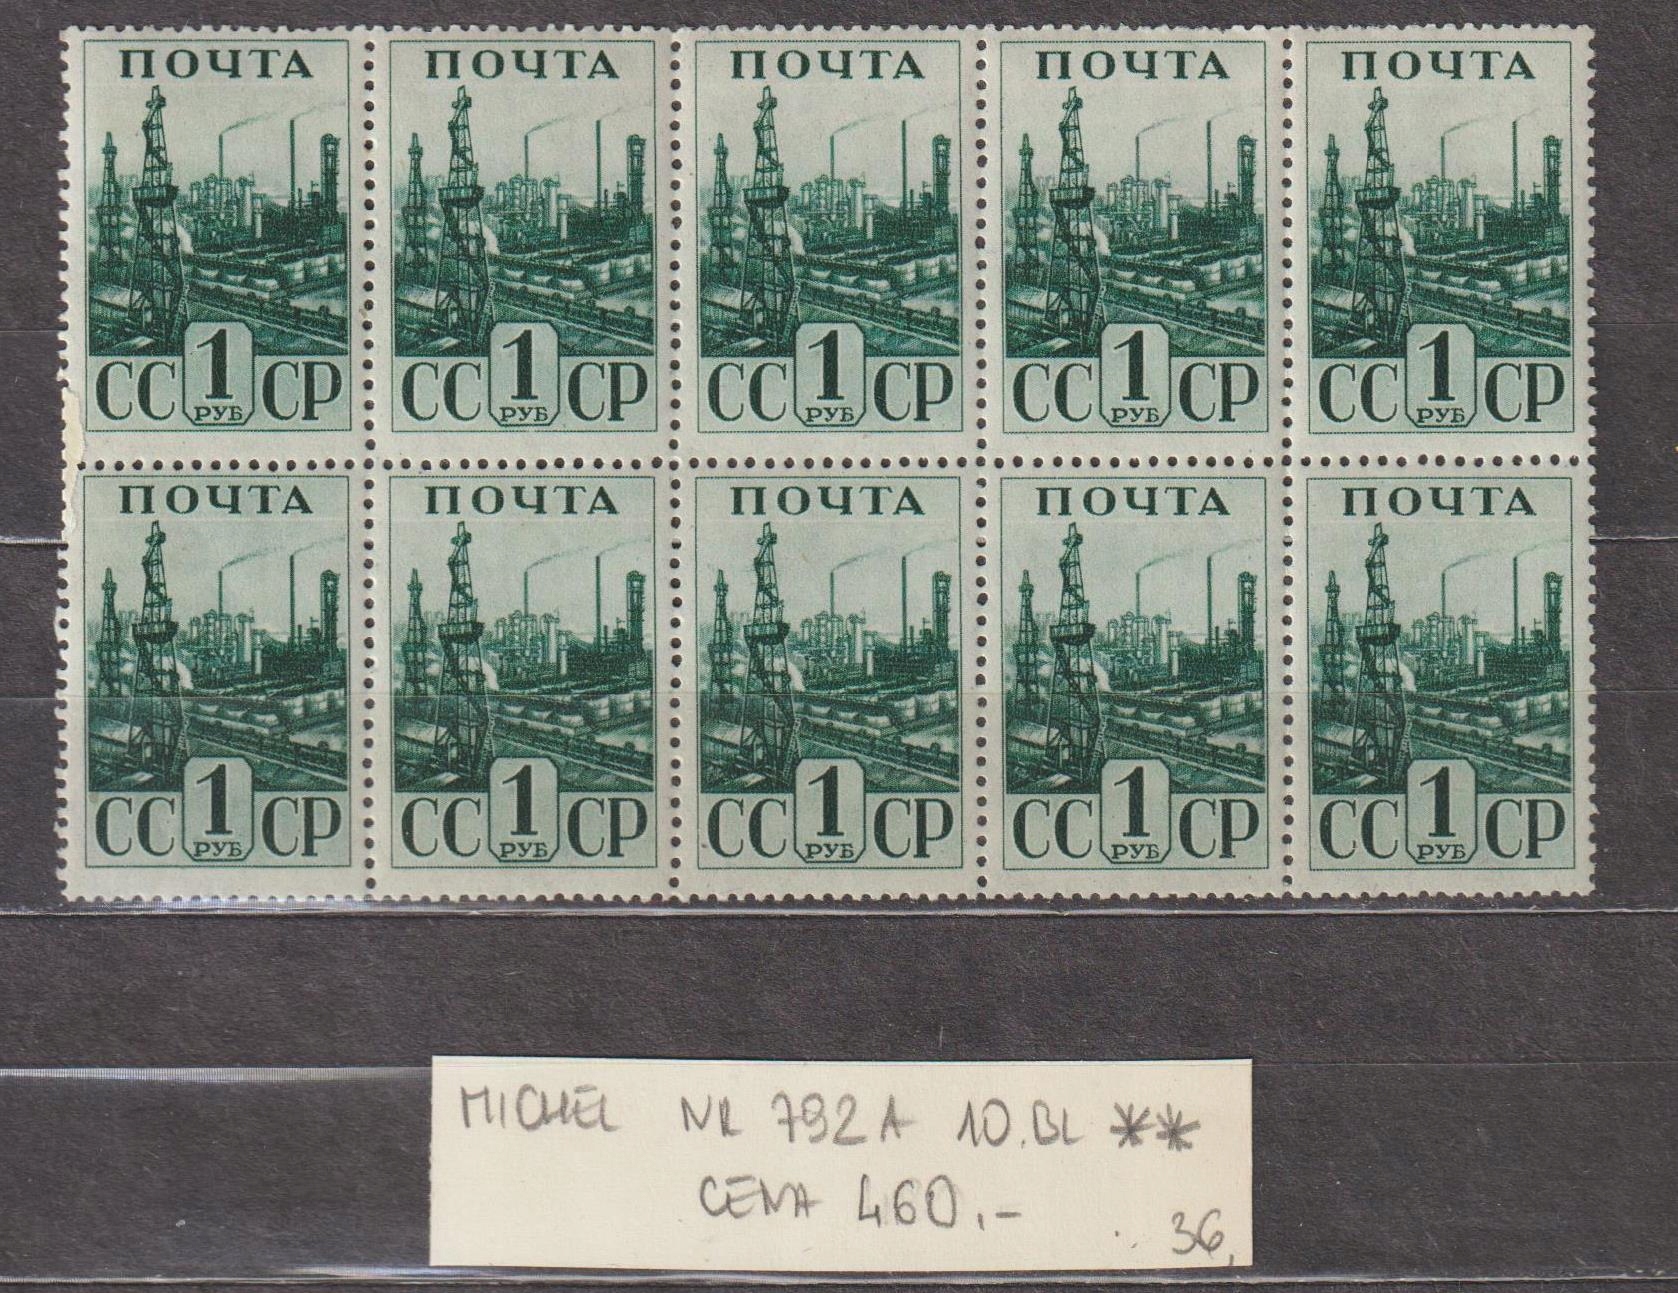 ПОЧТА ПОЧТА ПОЧТА ПОЧТА ПОЧТА
СС 1 РУБ СР СС 1 РУБ СР СС 1 РУБ СР СС 1 РУБ СР СС 1 РУБ СР
ПОЧТА ПОЧТА ПОЧТА ПОЧТА ПОЧТА
СС 1 РУБ СР СС 1 РУБ СР СС 1 РУБ СР СС 1 РУБ СР СС 1 РУБ СР
MICHEL NR 792A 10.BL **
CENA 460.-
36,